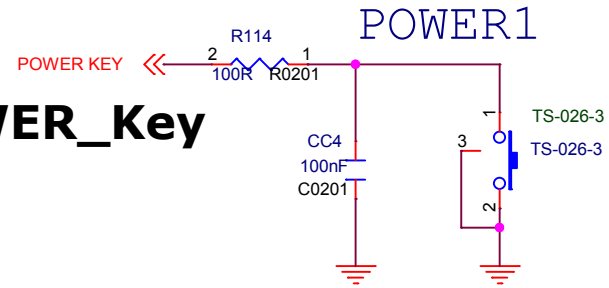 POWER1
R114
POWER KEY
2
1
100R
R0201
WER_Key
1
TS-026-3
CC4
3
TS-026-3
100nF
C0201
2